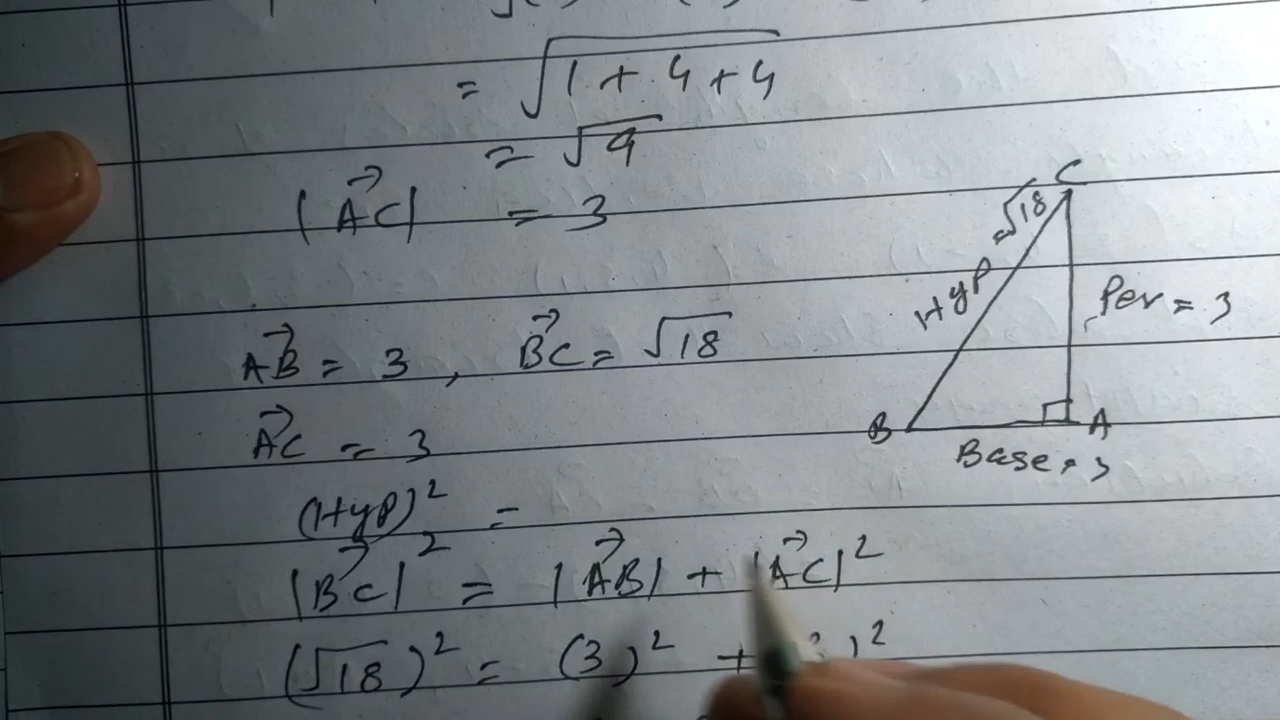 = √1 + 4 + 4
= √9
|AC→| = 3
AB→ = 3 , BC→ = √18
AC→ = 3
(Hyp)² =
|BC→|² = |AB→| + |AC→|²
(√18)² = (3)² + )²
C
√18
Hyp
Per = 3
B
A
Base = 3